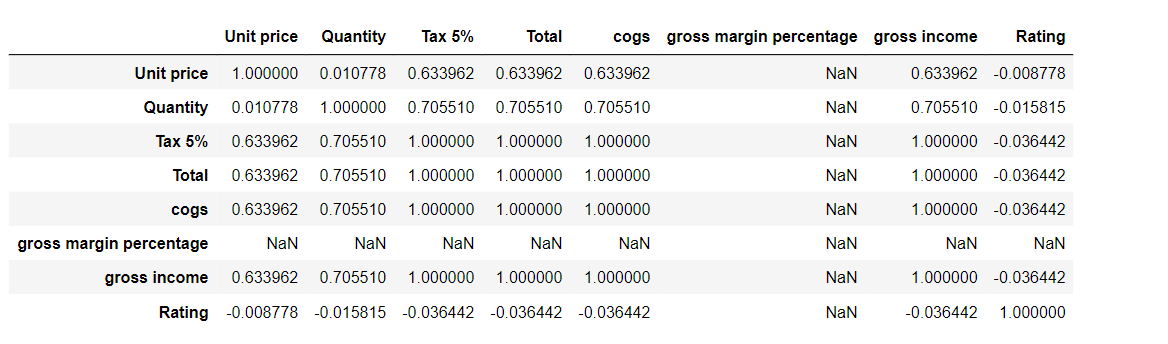 Unit price Quantity Tax 5% Total cogs gross margin percentage gross income Rating
Unit price 1.000000 0.010778 0.633962 0.633962 0.633962 NaN 0.633962 -0.008778
Quantity 0.010778 1.000000 0.705510 0.705510 0.705510 NaN 0.705510 -0.015815
Tax 5% 0.633962 0.705510 1.000000 1.000000 1.000000 NaN 1.000000 -0.036442
Total 0.633962 0.705510 1.000000 1.000000 1.000000 NaN 1.000000 -0.036442
cogs 0.633962 0.705510 1.000000 1.000000 1.000000 NaN 1.000000 -0.036442
gross margin percentage NaN NaN NaN NaN NaN NaN NaN NaN
gross income 0.633962 0.705510 1.000000 1.000000 1.000000 NaN 1.000000 -0.036442
Rating -0.008778 -0.015815 -0.036442 -0.036442 -0.036442 NaN -0.036442 1.000000